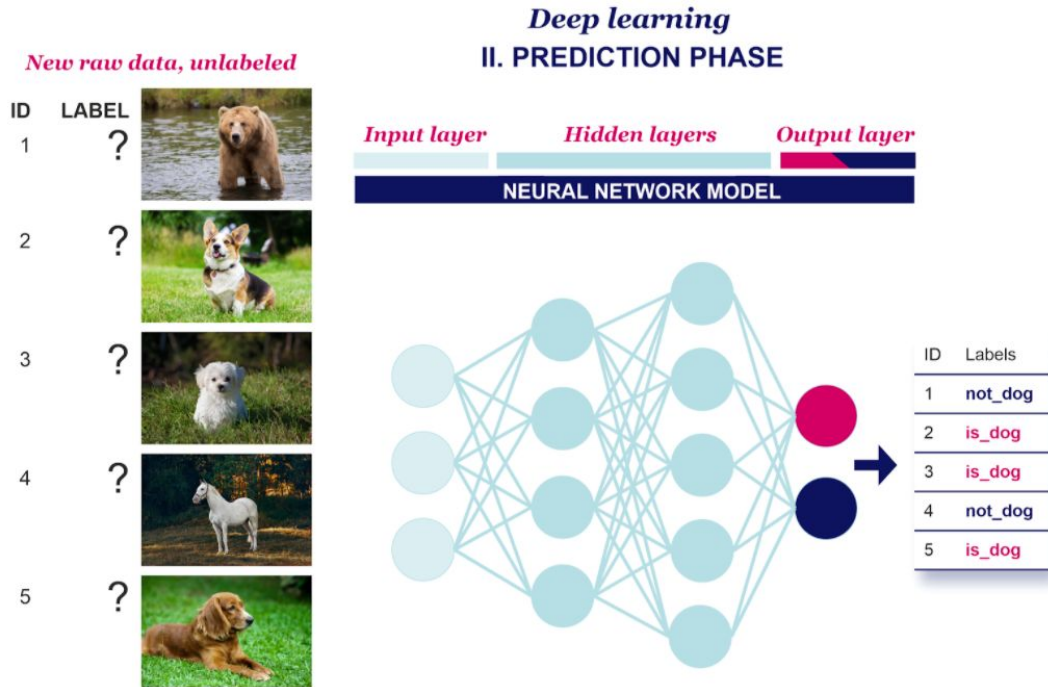 Deep learning
II. PREDICTION PHASE
New raw data, unlabeled
ID LABEL
1 ?
2 ?
3 ?
4 ?
5 ?
Input layer Hidden layers Output layer
NEURAL NETWORK MODEL
ID Labels
1 not_dog
2 is_dog
3 is_dog
4 not_dog
5 is_dog